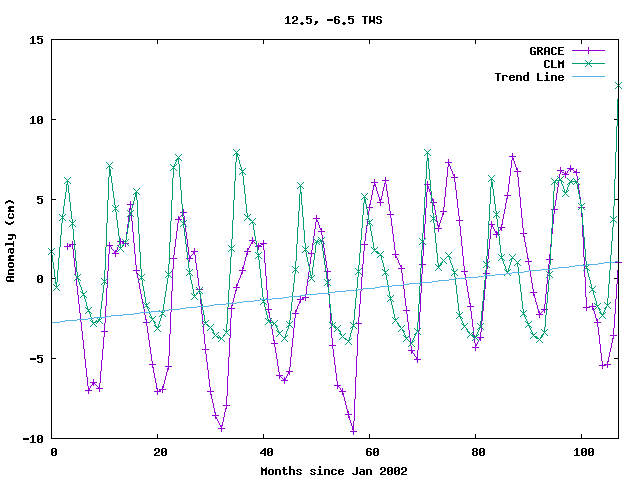 12.5, -6.5 TWS
GRACE
CLM
Trend Line
Anomaly (cm)
15
10
5
0
-5
-10
0 20 40 60 80 100
Months since Jan 2002